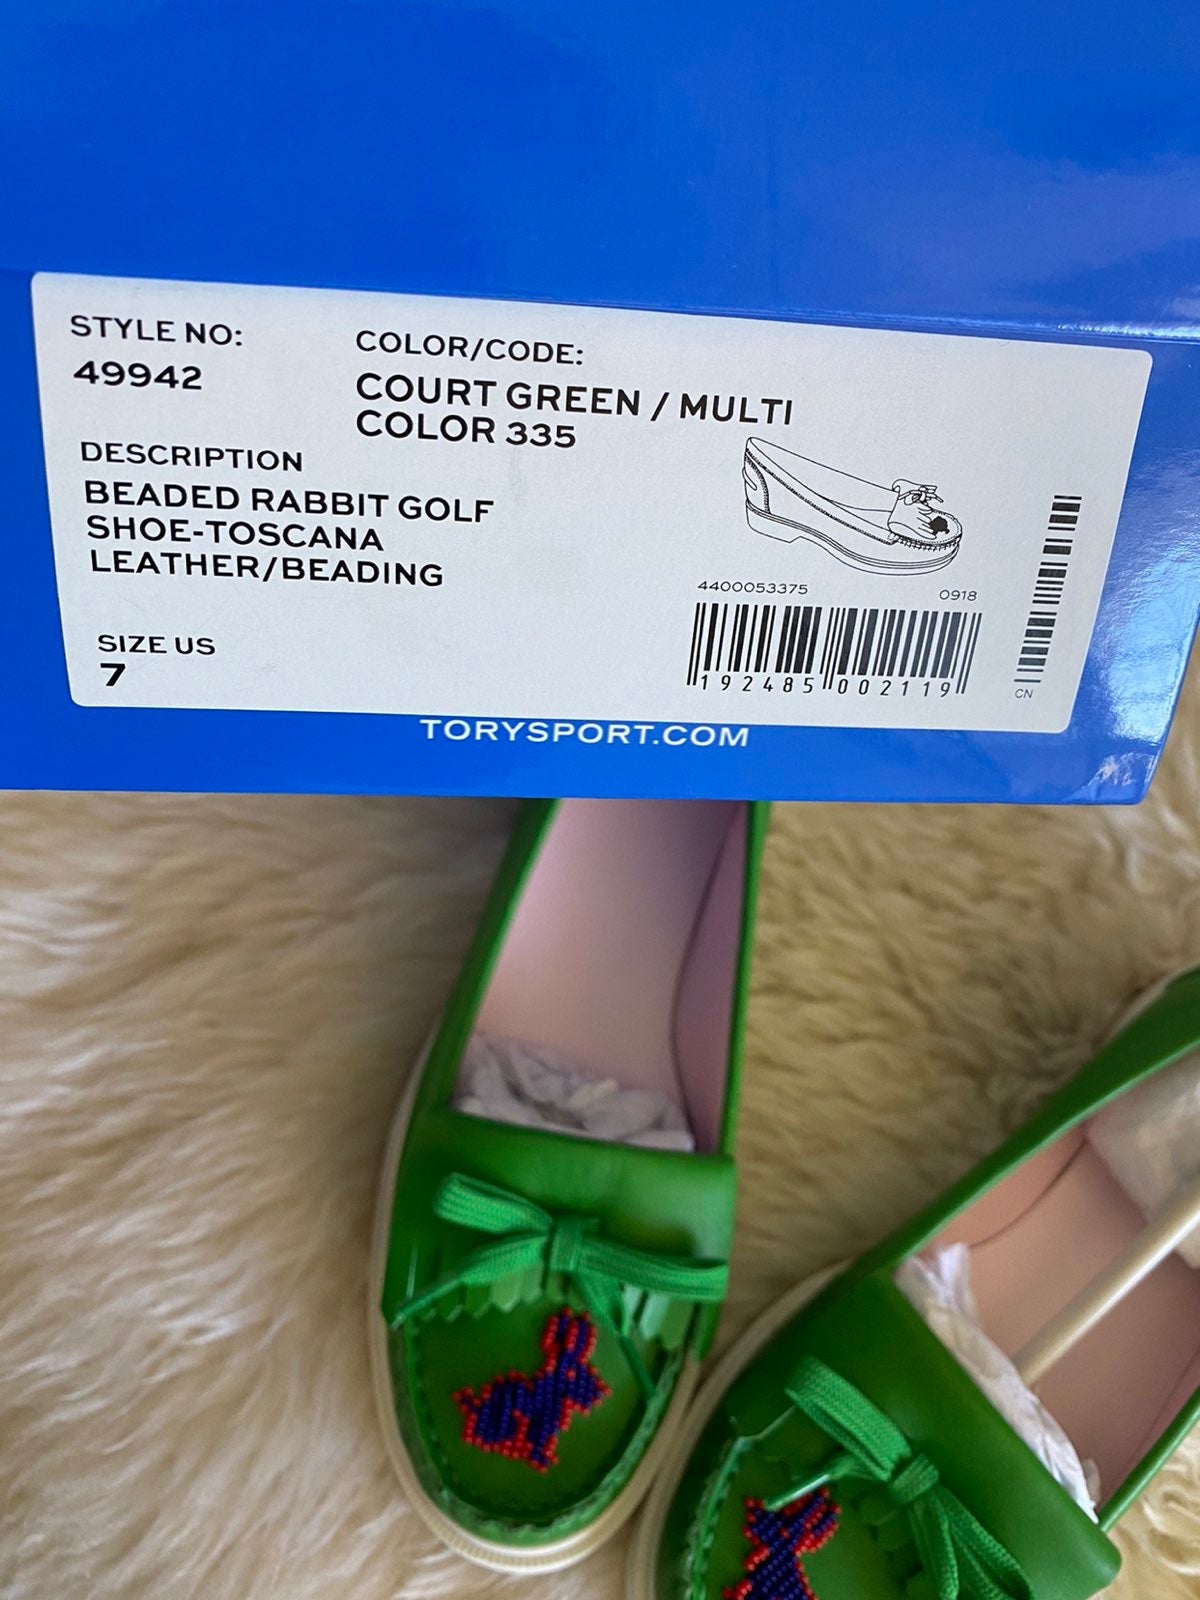 STYLE NO:
49942
COLOR/CODE:
COURT GREEN / MULTI
COLOR 335
DESCRIPTION
BEADED RABBIT GOLF
SHOE-TOSCANA
LEATHER/BEADING
SIZE US
7
4400053375
0918
192485 002119
CN
TORYSPORT.COM